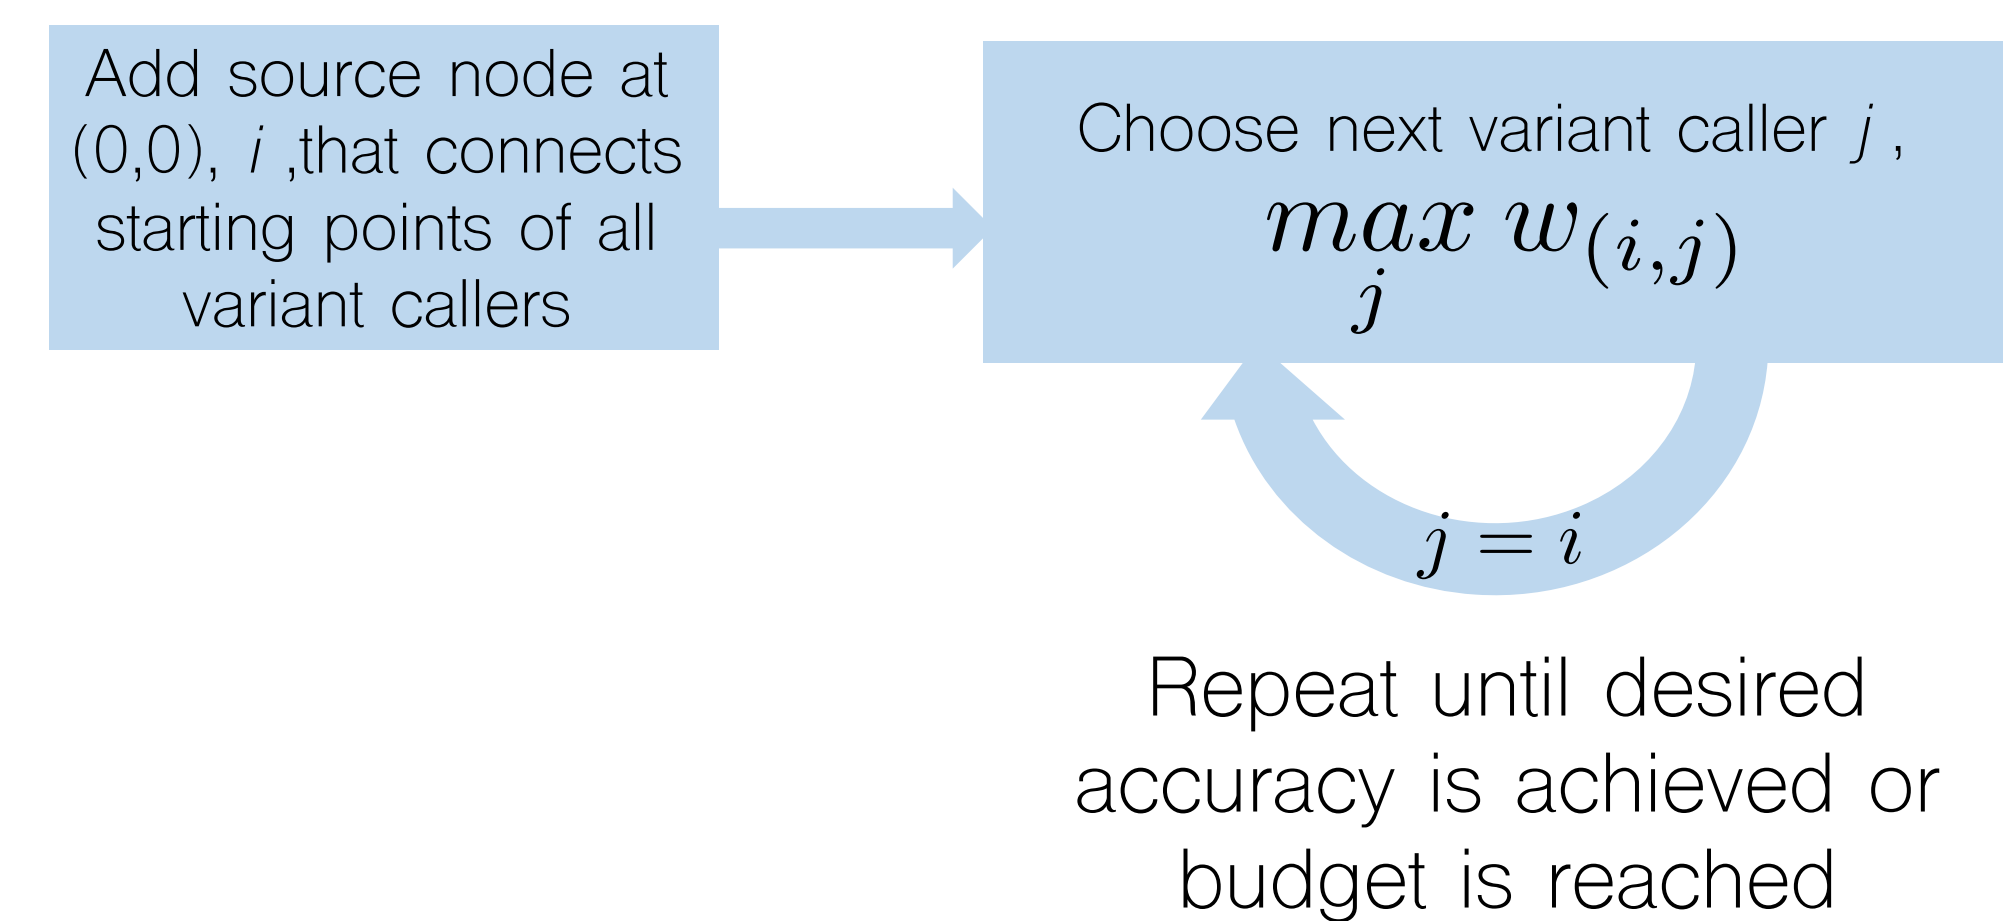 Add source node at
(0,0), i ,that connects
starting points of all
variant callers
Choose next variant caller j ,
max w(i,j)
j
j = i
Repeat until desired
accuracy is achieved or
budget is reached